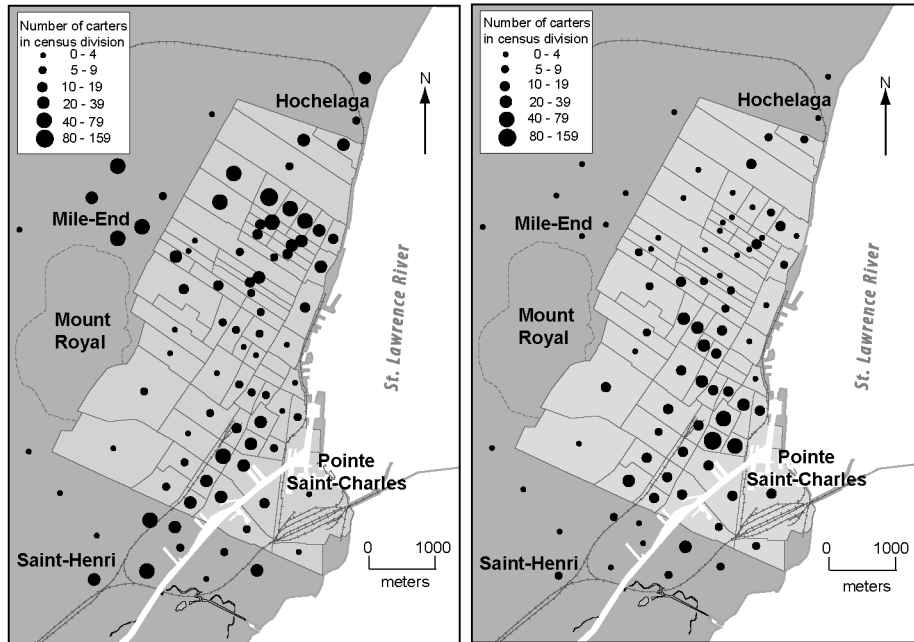 Number of carters
in census division
0 - 4
5 - 9
10 - 19
20 - 39
40 - 79
80 - 159
N
Hochelaga
Mile-End
Mount
Royal
St. Lawrence River
Pointe
Saint-Charles
Saint-Henri
0 1000
meters
Number of carters
in census division
0 - 4
5 - 9
10 - 19
20 - 39
40 - 79
80 - 159
N
Hochelaga
Mile-End
Mount
Royal
St. Lawrence River
Pointe
Saint-Charles
Saint-Henri
0 1000
meters